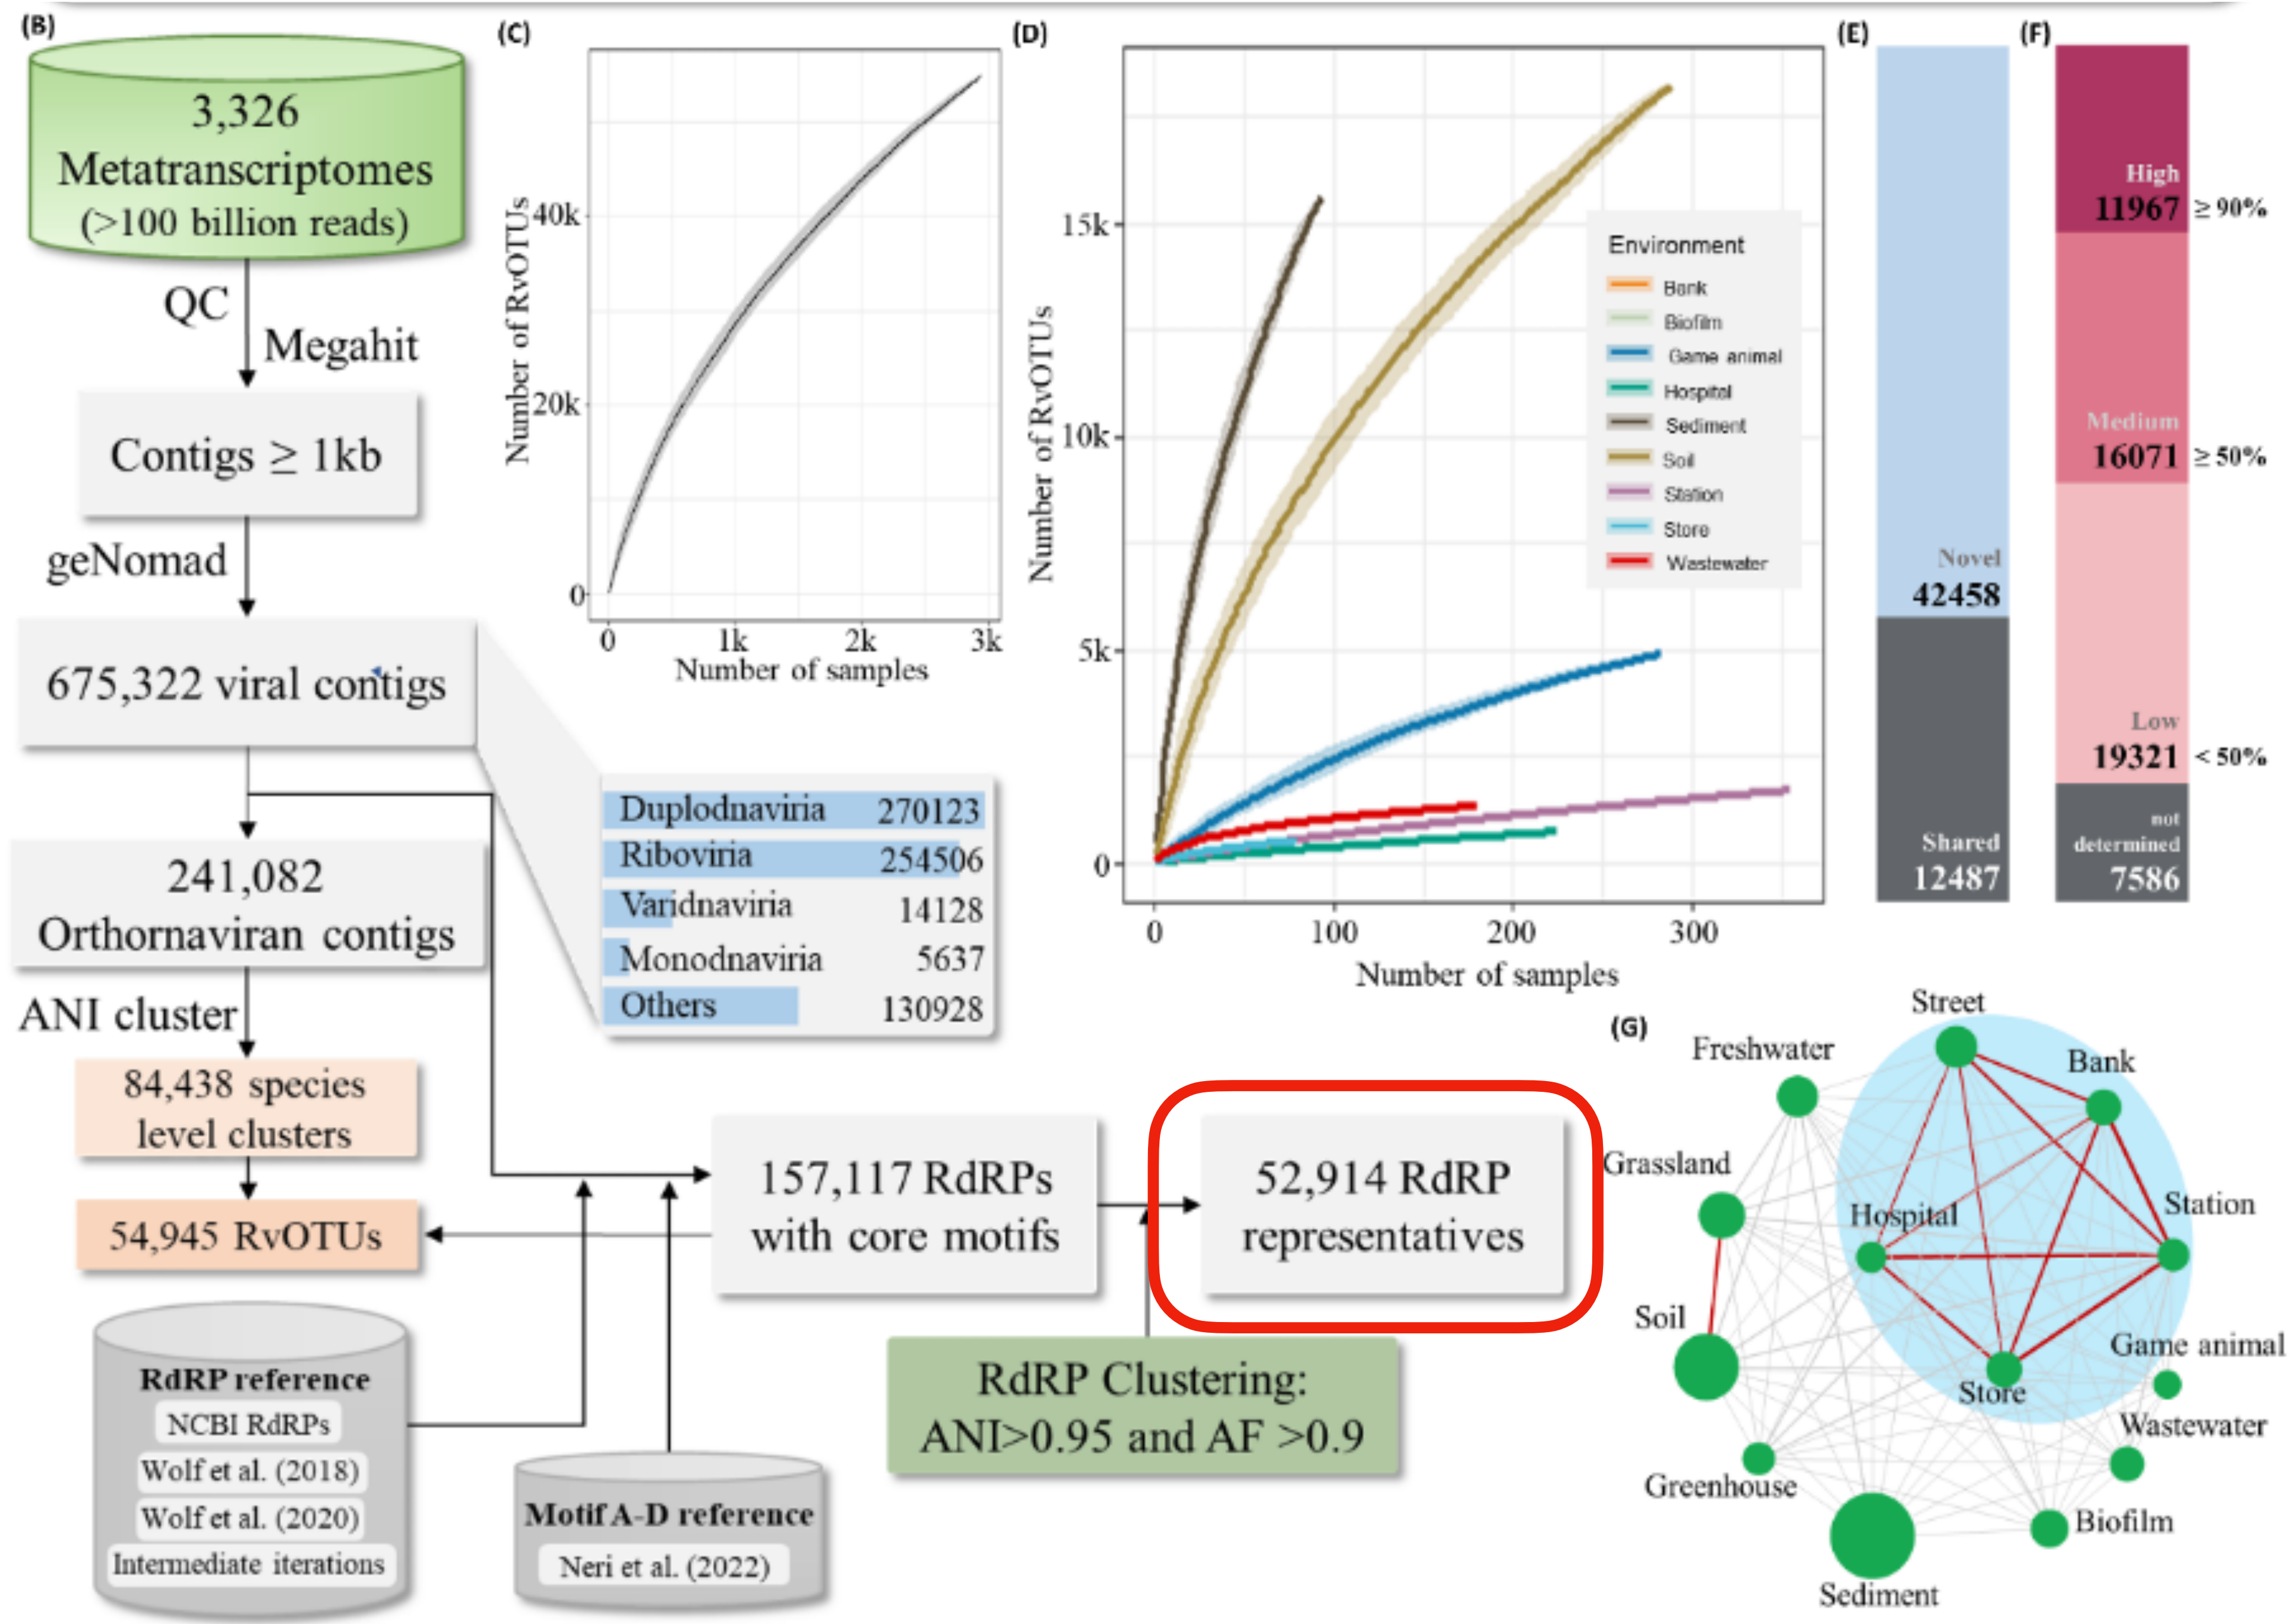 (B)
3,326
Metatranscriptomes
(>100 billion reads)
QC
Megahit
Contigs ≥ 1kb
geNomad
675,322 viral contigs
Duplodnaviria 270123
Riboviria 254506
Varidnaviria 14128
Monodnaviria 5637
Others 130928
241,082
Orthornaviran contigs
ANI cluster
84,438 species
level clusters
54,945 RvOTUs
157,117 RdRPs
with core motifs
52,914 RdRP
representatives
RdRP Clustering:
ANI>0.95 and AF >0.9
RdRP reference
NCBI RdRPs
Wolf et al. (2018)
Wolf et al. (2020)
Intermediate iterations
Motif A-D reference
Neri et al. (2022)
(C)
Number of RvOTUs
40k
20k
0
0
1k
2k
3k
Number of samples
(D)
Number of RvOTUs
15k
10k
5k
0
0
100
200
300
Number of samples
Environment
Bank
Biofilm
Game animal
Hospital
Sediment
Soil
Station
Store
Wastewater
(E)
Novel
42458
Shared
12487
(F)
High
11967 ≥ 90%
Medium
16071 ≥ 50%
Low
19321 < 50%
not
determined
7586
(G)
Street
Freshwater
Bank
Grassland
Hospital
Station
Soil
Game animal
Store
Wastewater
Greenhouse
Biofilm
Sediment